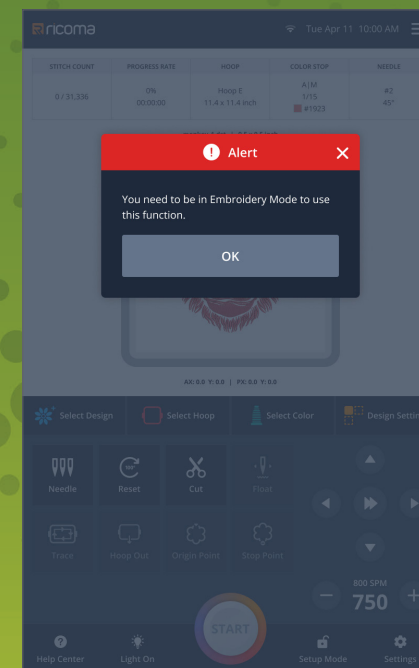 ricoma
Tue Apr 11 10:00 AM
STITCH COUNT
PROGRESS RATE
HOOP
COLOR STOP
NEEDLE
0 / 31,336
0%
00:00:00
Hoop E
11.4 x 11.4 inch
A|M
1/15
#1923
#2
45°
Alert
You need to be in Embroidery Mode to use
this function.
OK
AX: 0.0 Y: 0.0 | PX: 0.0 Y: 0.0
Select Design
Select Hoop
Select Color
Design Settin
Needle
100°
Reset
Cut
Float
Trace
Hoop Out
Origin Point
Stop Point
800 SPM
750
START
Help Center
Light On
Setup Mode
Settings